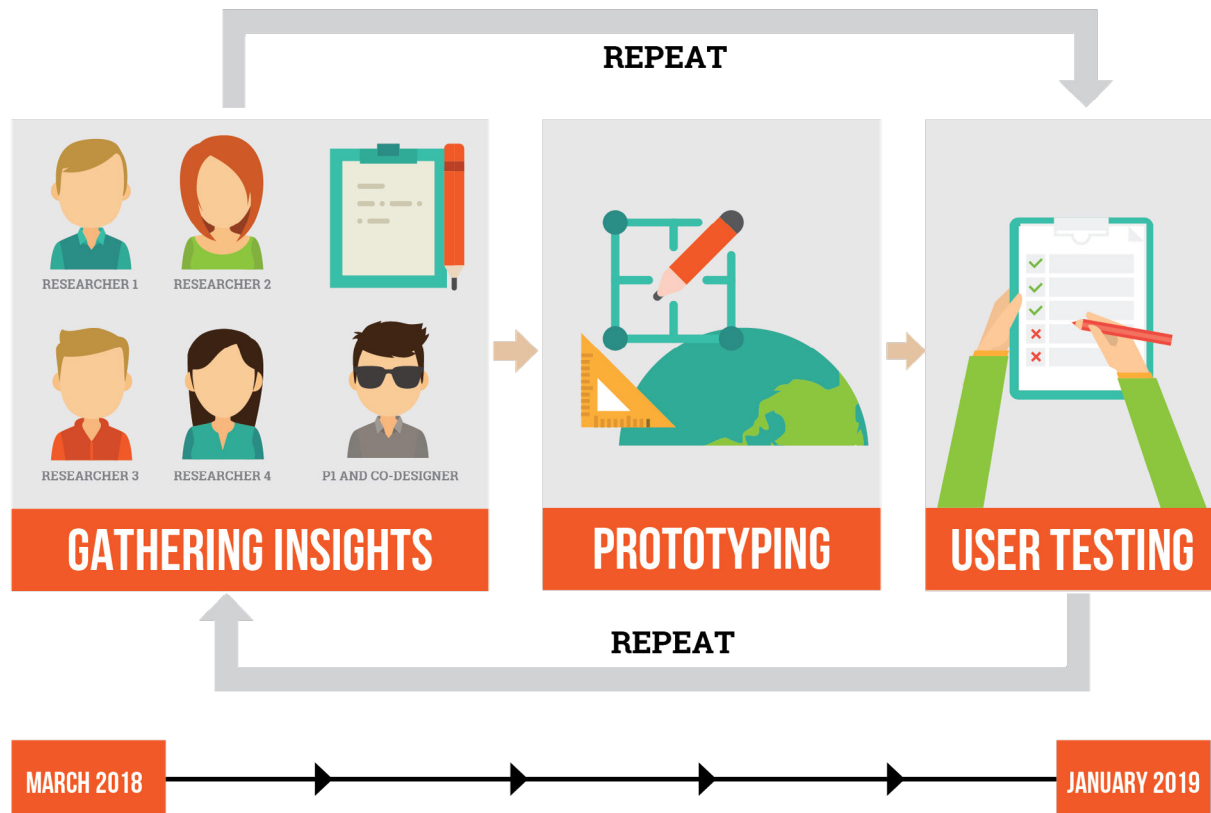 REPEAT
RESEARCHER 1
RESEARCHER 2
RESEARCHER 3
RESEARCHER 4
P1 AND CO-DESIGNER
GATHERING INSIGHTS
PROTOTYPING
USER TESTING
REPEAT
MARCH 2018
JANUARY 2019